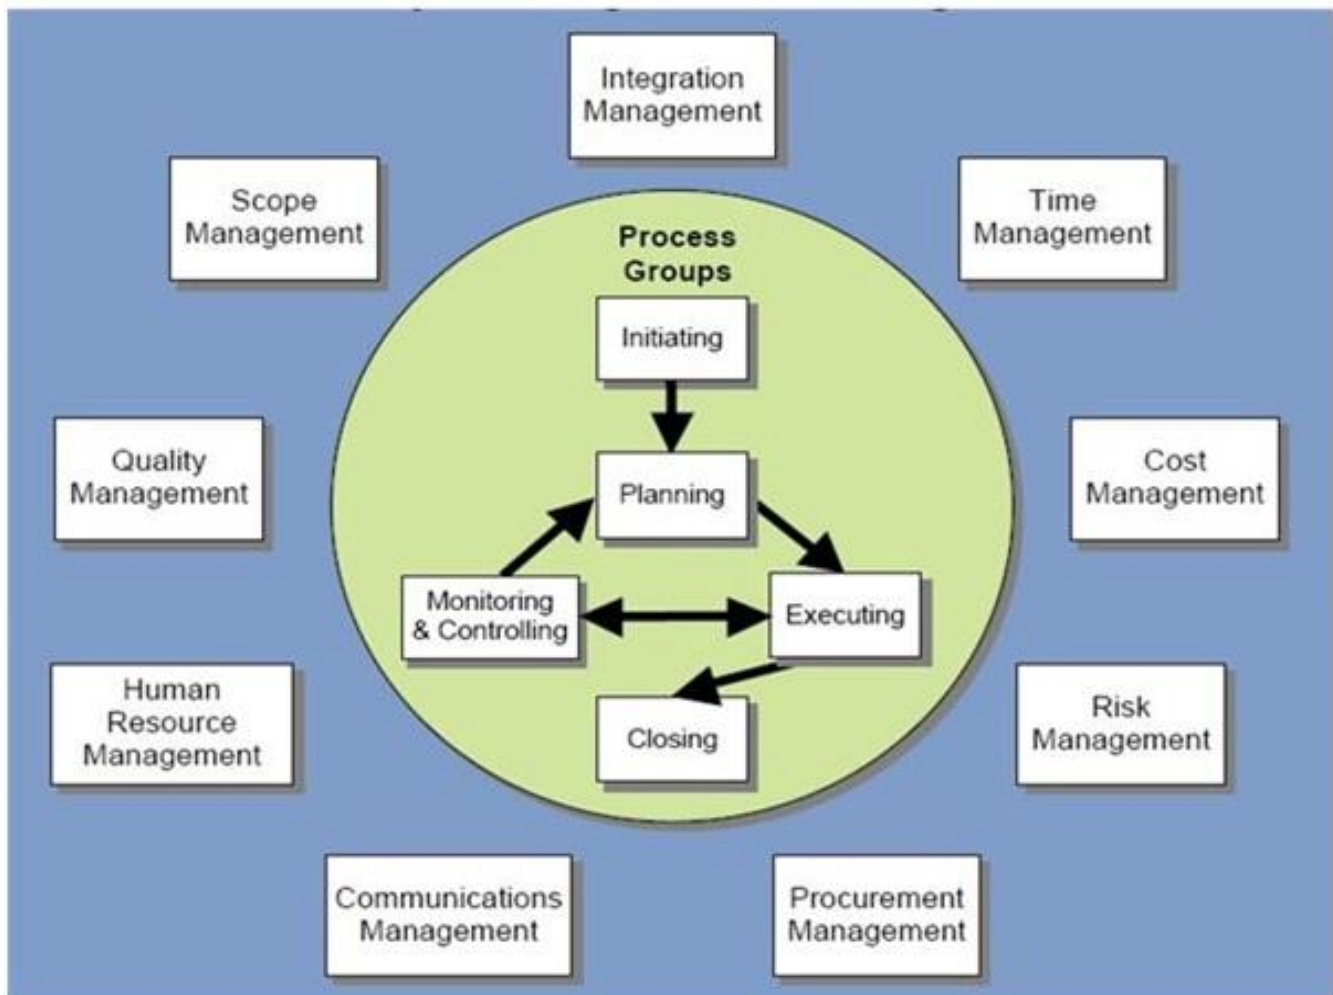 Integration
Management
Scope
Management
Time
Management
Process
Groups
Initiating
Quality
Management
Planning
Cost
Management
Monitoring
& Controlling
Executing
Human
Resource
Management
Closing
Risk
Management
Communications
Management
Procurement
Management